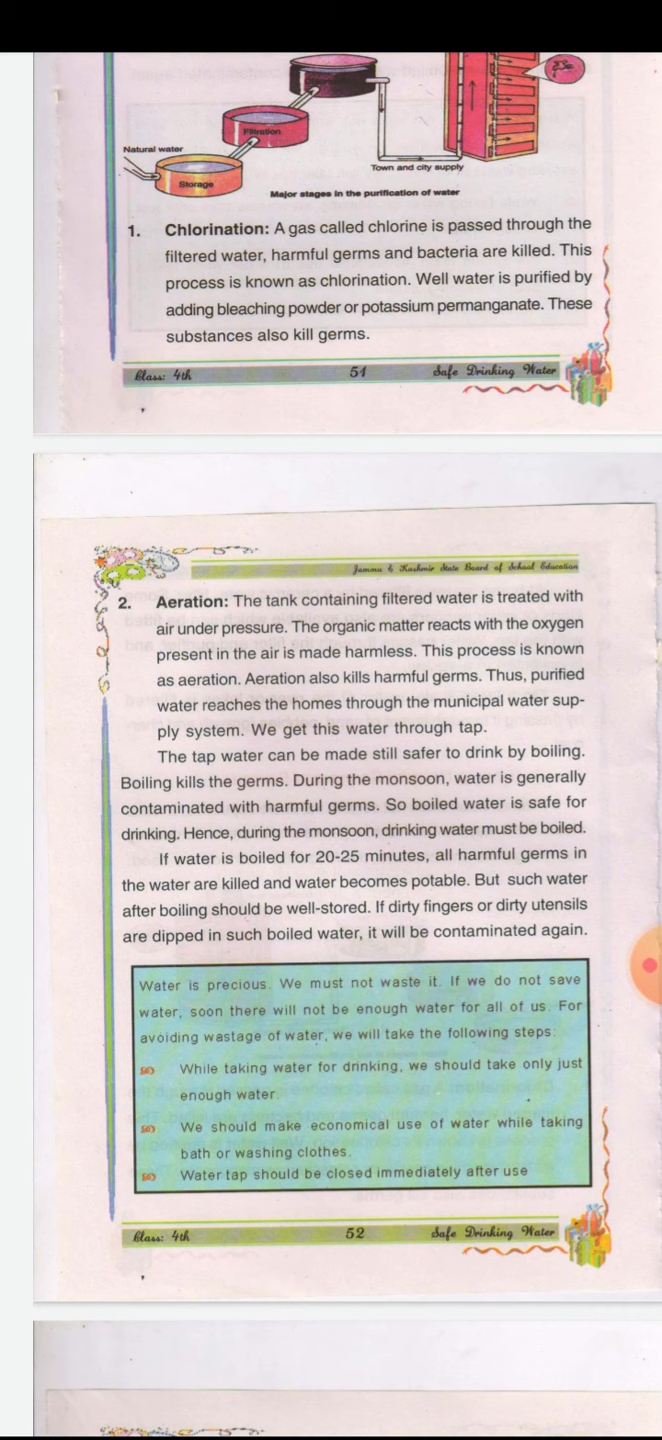 Filtration
Natural water
Storage
Town and city supply
Major stages in the purification of water
1. Chlorination: A gas called chlorine is passed through the
filtered water, harmful germs and bacteria are killed. This
process is known as chlorination. Well water is purified by
adding bleaching powder or potassium permanganate. These
substances also kill germs.
Class: 4th 51 Safe Drinking Water
Jammu & Kashmir State Board of School Education
2. Aeration: The tank containing filtered water is treated with
air under pressure. The organic matter reacts with the oxygen
present in the air is made harmless. This process is known
as aeration. Aeration also kills harmful germs. Thus, purified
water reaches the homes through the municipal water sup-
ply system. We get this water through tap.
The tap water can be made still safer to drink by boiling.
Boiling kills the germs. During the monsoon, water is generally
contaminated with harmful germs. So boiled water is safe for
drinking. Hence, during the monsoon, drinking water must be boiled.
If water is boiled for 20-25 minutes, all harmful germs in
the water are killed and water becomes potable. But such water
after boiling should be well-stored. If dirty fingers or dirty utensils
are dipped in such boiled water, it will be contaminated again.
Water is precious. We must not waste it. If we do not save
water, soon there will not be enough water for all of us. For
avoiding wastage of water, we will take the following steps:
While taking water for drinking, we should take only just
enough water.
We should make economical use of water while taking
bath or washing clothes.
Water tap should be closed immediately after use
Class: 4th 52 Safe Drinking Water